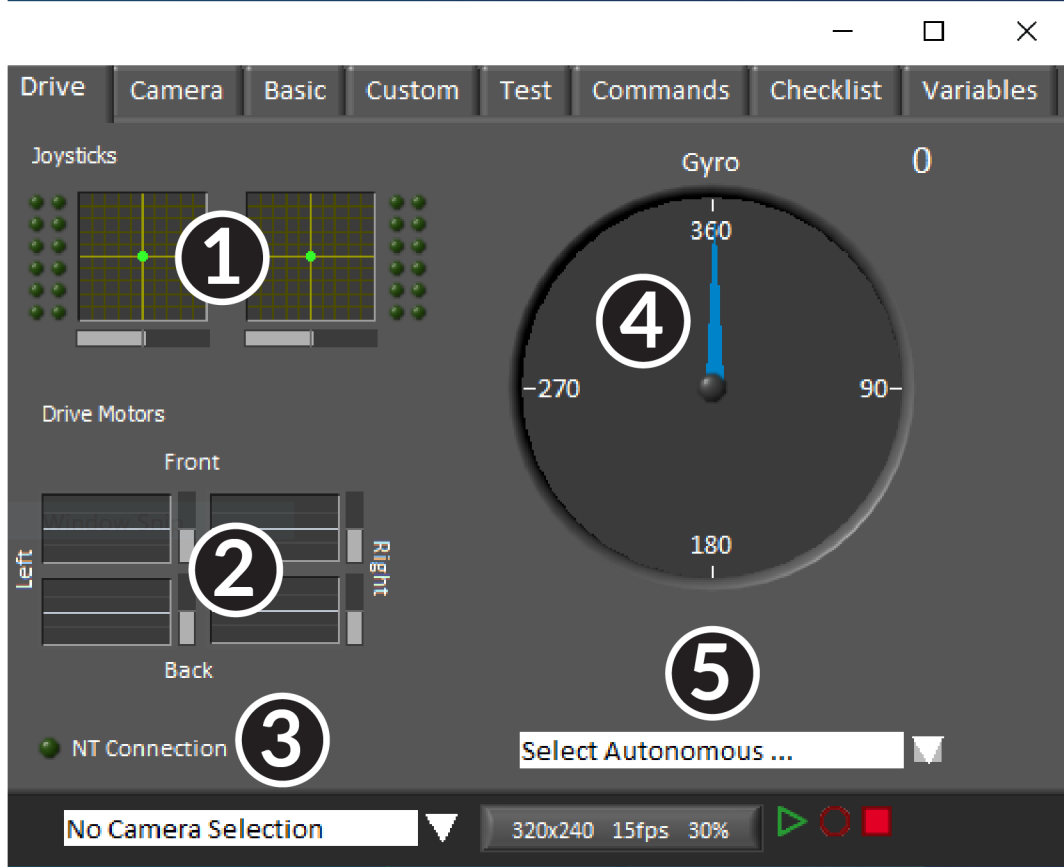 Drive Camera Basic Custom Test Commands Checklist Variables
Joysticks
Gyro 0
1
360
4
270 90
Drive Motors
Front
Window
2
Left
Right
180
Back
5
3
NT Connection
Select Autonomous ...
No Camera Selection 320x240 15fps 30%